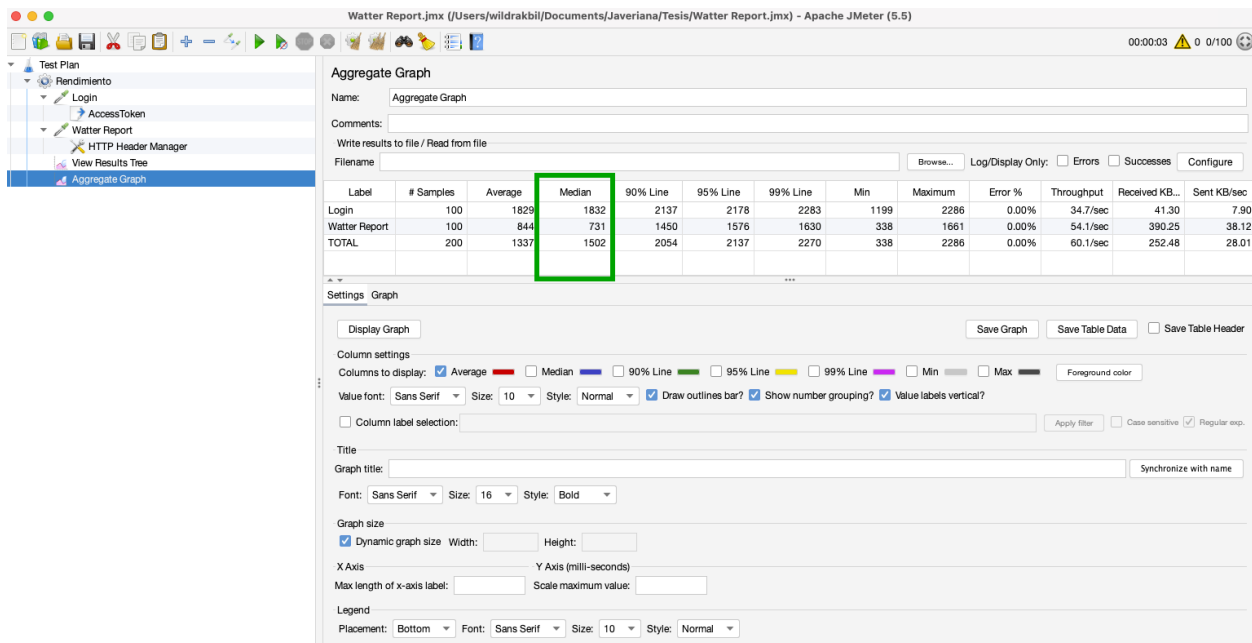 Watter Report.jmx (/Users/wildrakbil/Documents/Javeriana/Tesis/Watter Report.jmx) - Apache JMeter (5.5)
00:00:03 0 0/100
Test Plan
Rendimiento
Login
AccessToken
Watter Report
HTTP Header Manager
View Results Tree
Aggregate Graph
Aggregate Graph
Name: Aggregate Graph
Comments:
Write results to file / Read from file
Filename Browse... Log/Display Only: Errors Successes Configure
Label # Samples Average Median 90% Line 95% Line 99% Line Min Maximum Error % Throughput Received KB... Sent KB/sec
Login 100 1829 1832 2137 2178 2283 1199 2286 0.00% 34.7/sec 41.30 7.90
Watter Report 100 844 731 1450 1576 1630 338 1661 0.00% 54.1/sec 390.25 38.12
TOTAL 200 1337 1502 2054 2137 2270 338 2286 0.00% 60.1/sec 252.48 28.01
Settings Graph
Display Graph Save Graph Save Table Data Save Table Header
Column settings
Columns to display: Average Median 90% Line 95% Line 99% Line Min Max Foreground color
Value font: Sans Serif Size: 10 Style: Normal Draw outlines bar? Show number grouping? Value labels vertical?
Column label selection: Apply filter Case sensitive Regular exp.
Title
Graph title: Synchronize with name
Font: Sans Serif Size: 16 Style: Bold
Graph size
Dynamic graph size Width: Height:
X Axis Y Axis (milli-seconds)
Max length of x-axis label: Scale maximum value:
Legend
Placement: Bottom Font: Sans Serif Size: 10 Style: Normal